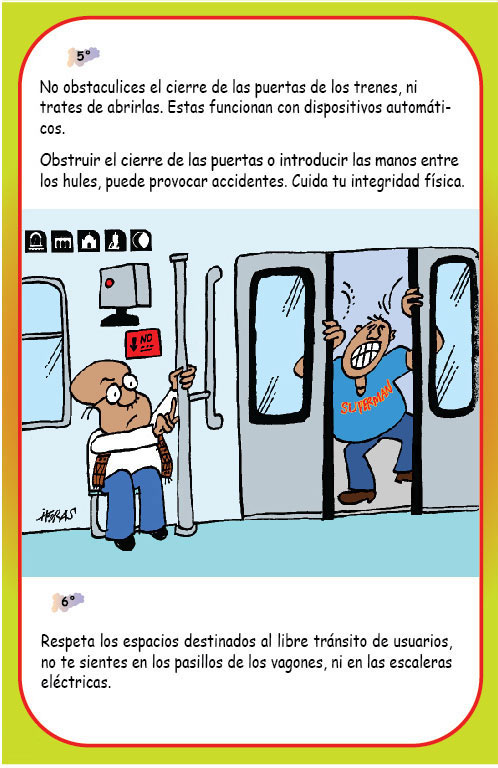 5°
No obstaculices el cierre de las puertas de los trenes, ni
trates de abrirlas. Estas funcionan con dispositivos automáti-
cos.
Obstruir el cierre de las puertas o introducir las manos entre
los hules, puede provocar accidentes. Cuida tu integridad física.
NO
SUPERMAN
6°
Respeta los espacios destinados al libre tránsito de usuarios,
no te sientes en los pasillos de los vagones, ni en las escaleras
eléctricas.